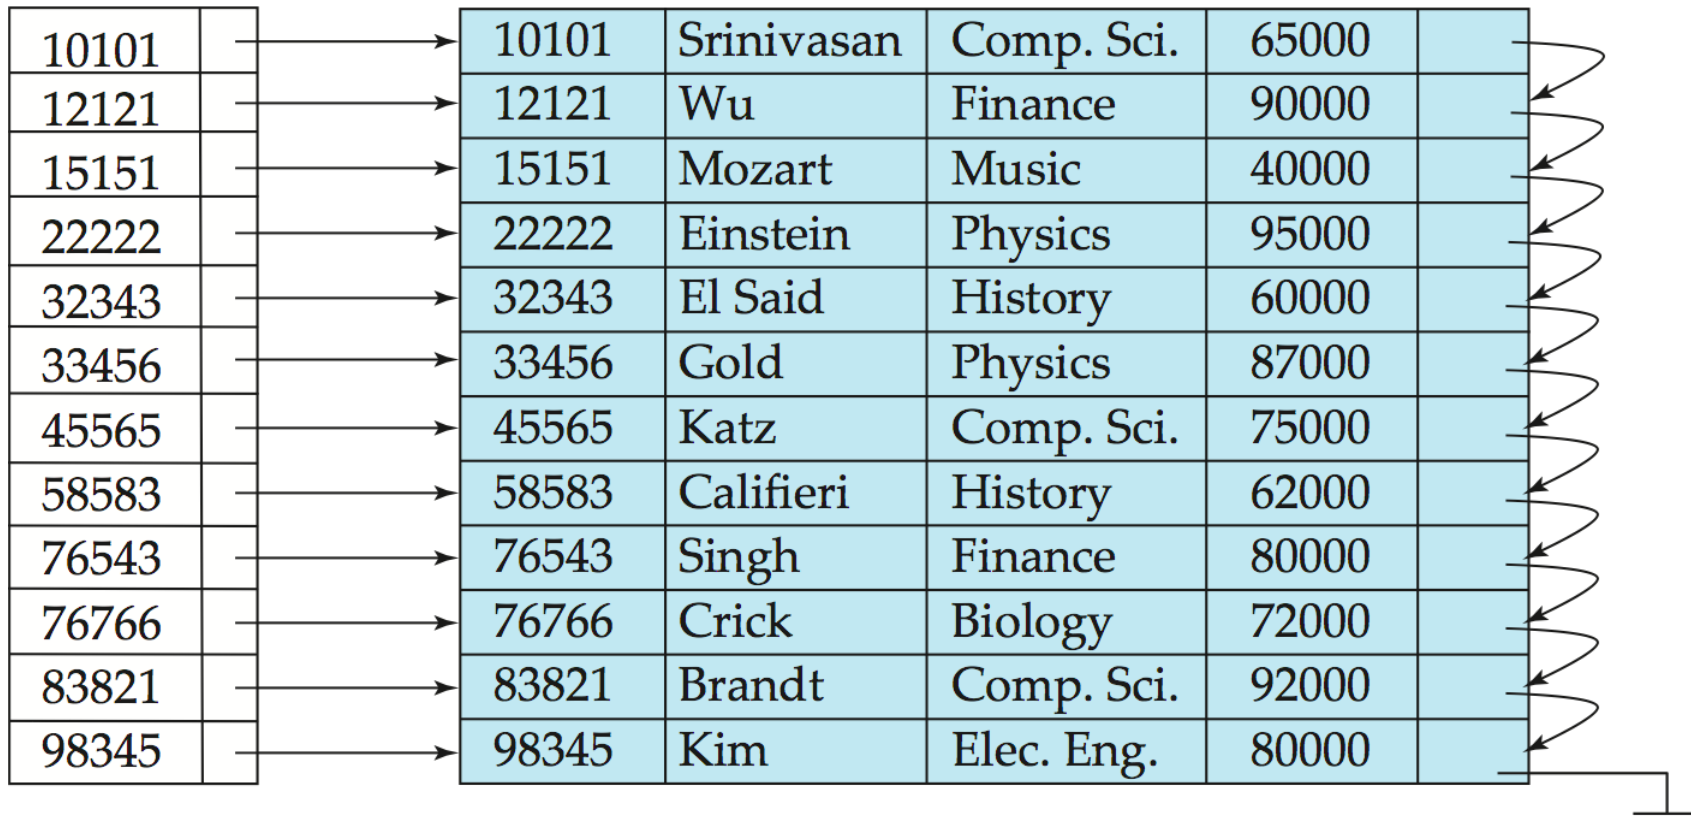 10101 10101 Srinivasan Comp. Sci. 65000
12121 12121 Wu Finance 90000
15151 15151 Mozart Music 40000
22222 22222 Einstein Physics 95000
32343 32343 El Said History 60000
33456 33456 Gold Physics 87000
45565 45565 Katz Comp. Sci. 75000
58583 58583 Califieri History 62000
76543 76543 Singh Finance 80000
76766 76766 Crick Biology 72000
83821 83821 Brandt Comp. Sci. 92000
98345 98345 Kim Elec. Eng. 80000